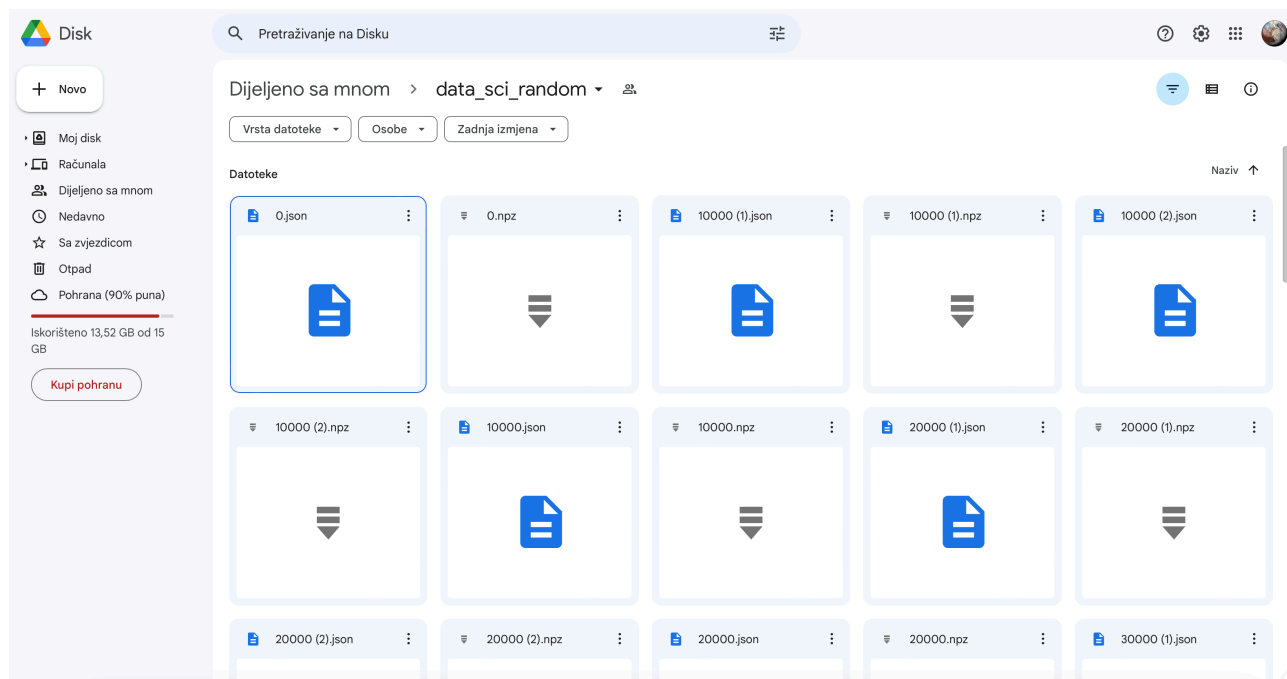 Disk
Pretraživanje na Disku
Novo
Moj disk
Računala
Dijeljeno sa mnom
Nedavno
Sa zvjezdicom
Otpad
Pohrana (90% puna)
Iskorišteno 13,52 GB od 15
GB
Kupi pohranu
Dijeljeno sa mnom > data_sci_random
Vrsta datoteke Osobe Zadnja izmjena
Datoteke
Naziv
0.json 0.npz 10000 (1).json 10000 (1).npz 10000 (2).json
10000 (2).npz 10000.json 10000.npz 20000 (1).json 20000 (1).npz
20000 (2).json 20000 (2).npz 20000.json 20000.npz 30000 (1).json